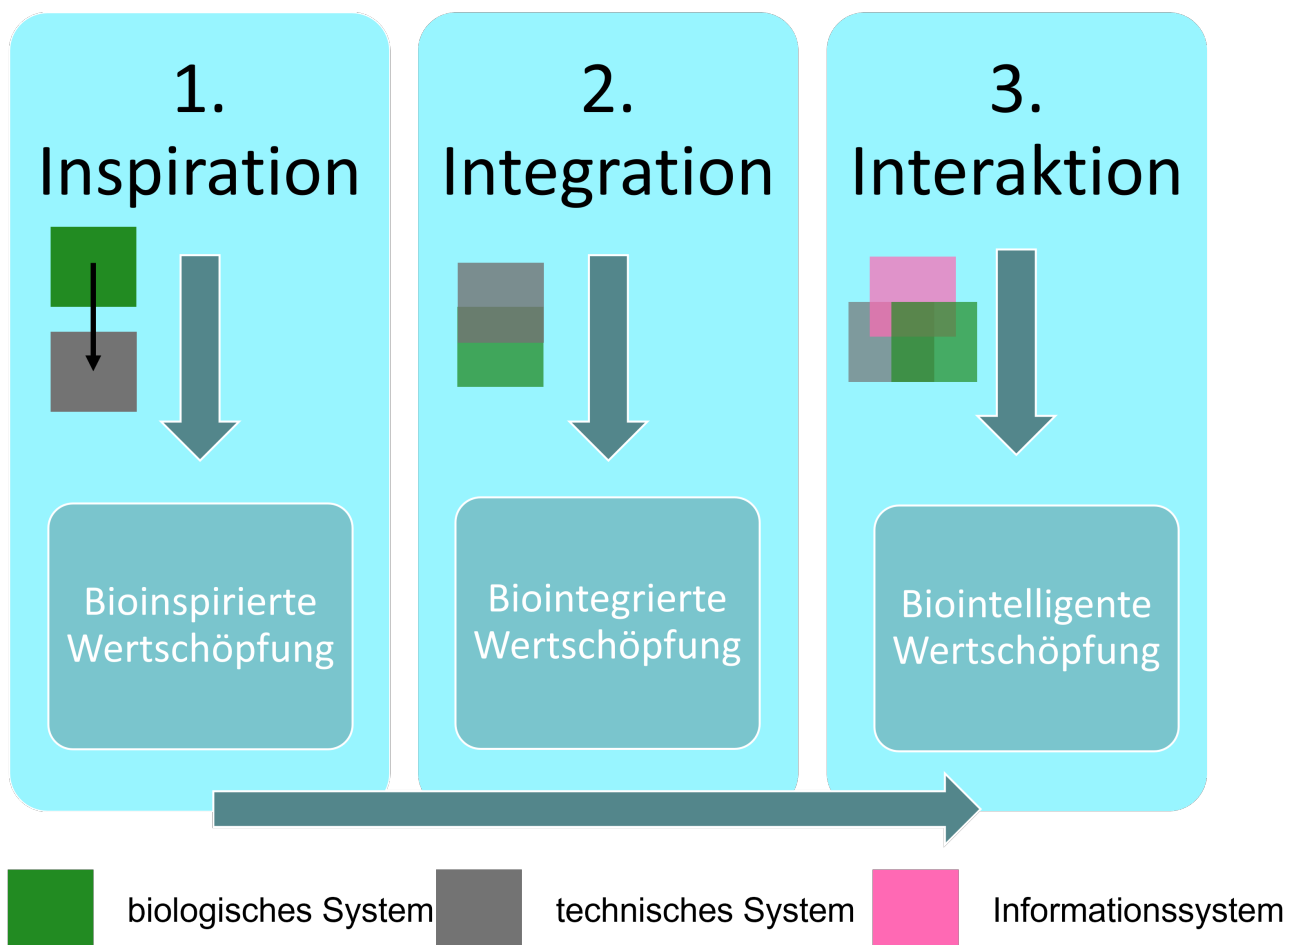 1.
Inspiration
2.
Integration
3.
Interaktion
Bioinspirierte
Wertschöpfung
Biointegrierte
Wertschöpfung
Biointelligente
Wertschöpfung
biologisches System
technisches System
Informationssystem